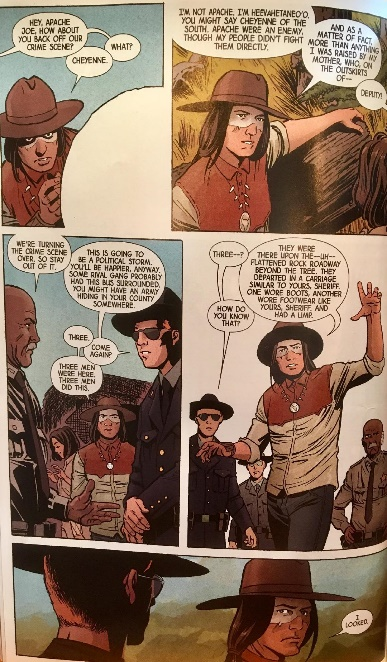 HEY, APACHE
JOE, HOW ABOUT
YOU BACK OFF OUR
CRIME SCENE?
WHAT?
CHEYENNE.
I'M NOT APACHE. I'M HEEVAHETANEO'O.
YOU MIGHT SAY CHEYENNE OF THE
SOUTH. APACHE WERE AN ENEMY,
THOUGH MY PEOPLE DIDN'T FIGHT
THEM DIRECTLY.
AND AS A
MATTER OF FACT,
MORE THAN ANYTHING
I WAS RAISED BY MY
MOTHER, WHO, ON
THE OUTSKIRTS
OF--
DEPUTY!
WE'RE TURNING
THE CRIME SCENE
OVER, SO STAY
OUT OF IT.
THIS IS GOING TO
BE A POLITICAL STORM.
YOU'LL BE HAPPIER, ANYWAY.
SOME RIVAL GANG PROBABLY
HAD THIS BUS SURROUNDED.
YOU MIGHT HAVE AN ARMY
HIDING IN YOUR COUNTY
SOMEWHERE.
THREE.
COME
AGAIN?
THREE MEN
WERE HERE.
THREE MEN
DID THIS.
THREE--?
HOW DO
YOU KNOW
THAT?
THEY WERE
THERE UPON THE--UH--
FLATTENED ROCK ROADWAY
BEYOND THE TREE. THEY
DEPARTED IN A CARRIAGE
SIMILAR TO YOURS, SHERIFF.
ONE WORE BOOTS, ANOTHER
WORE FOOTWEAR LIKE
YOURS, SHERIFF, AND
HAD A LIMP.
I
LOOKED.